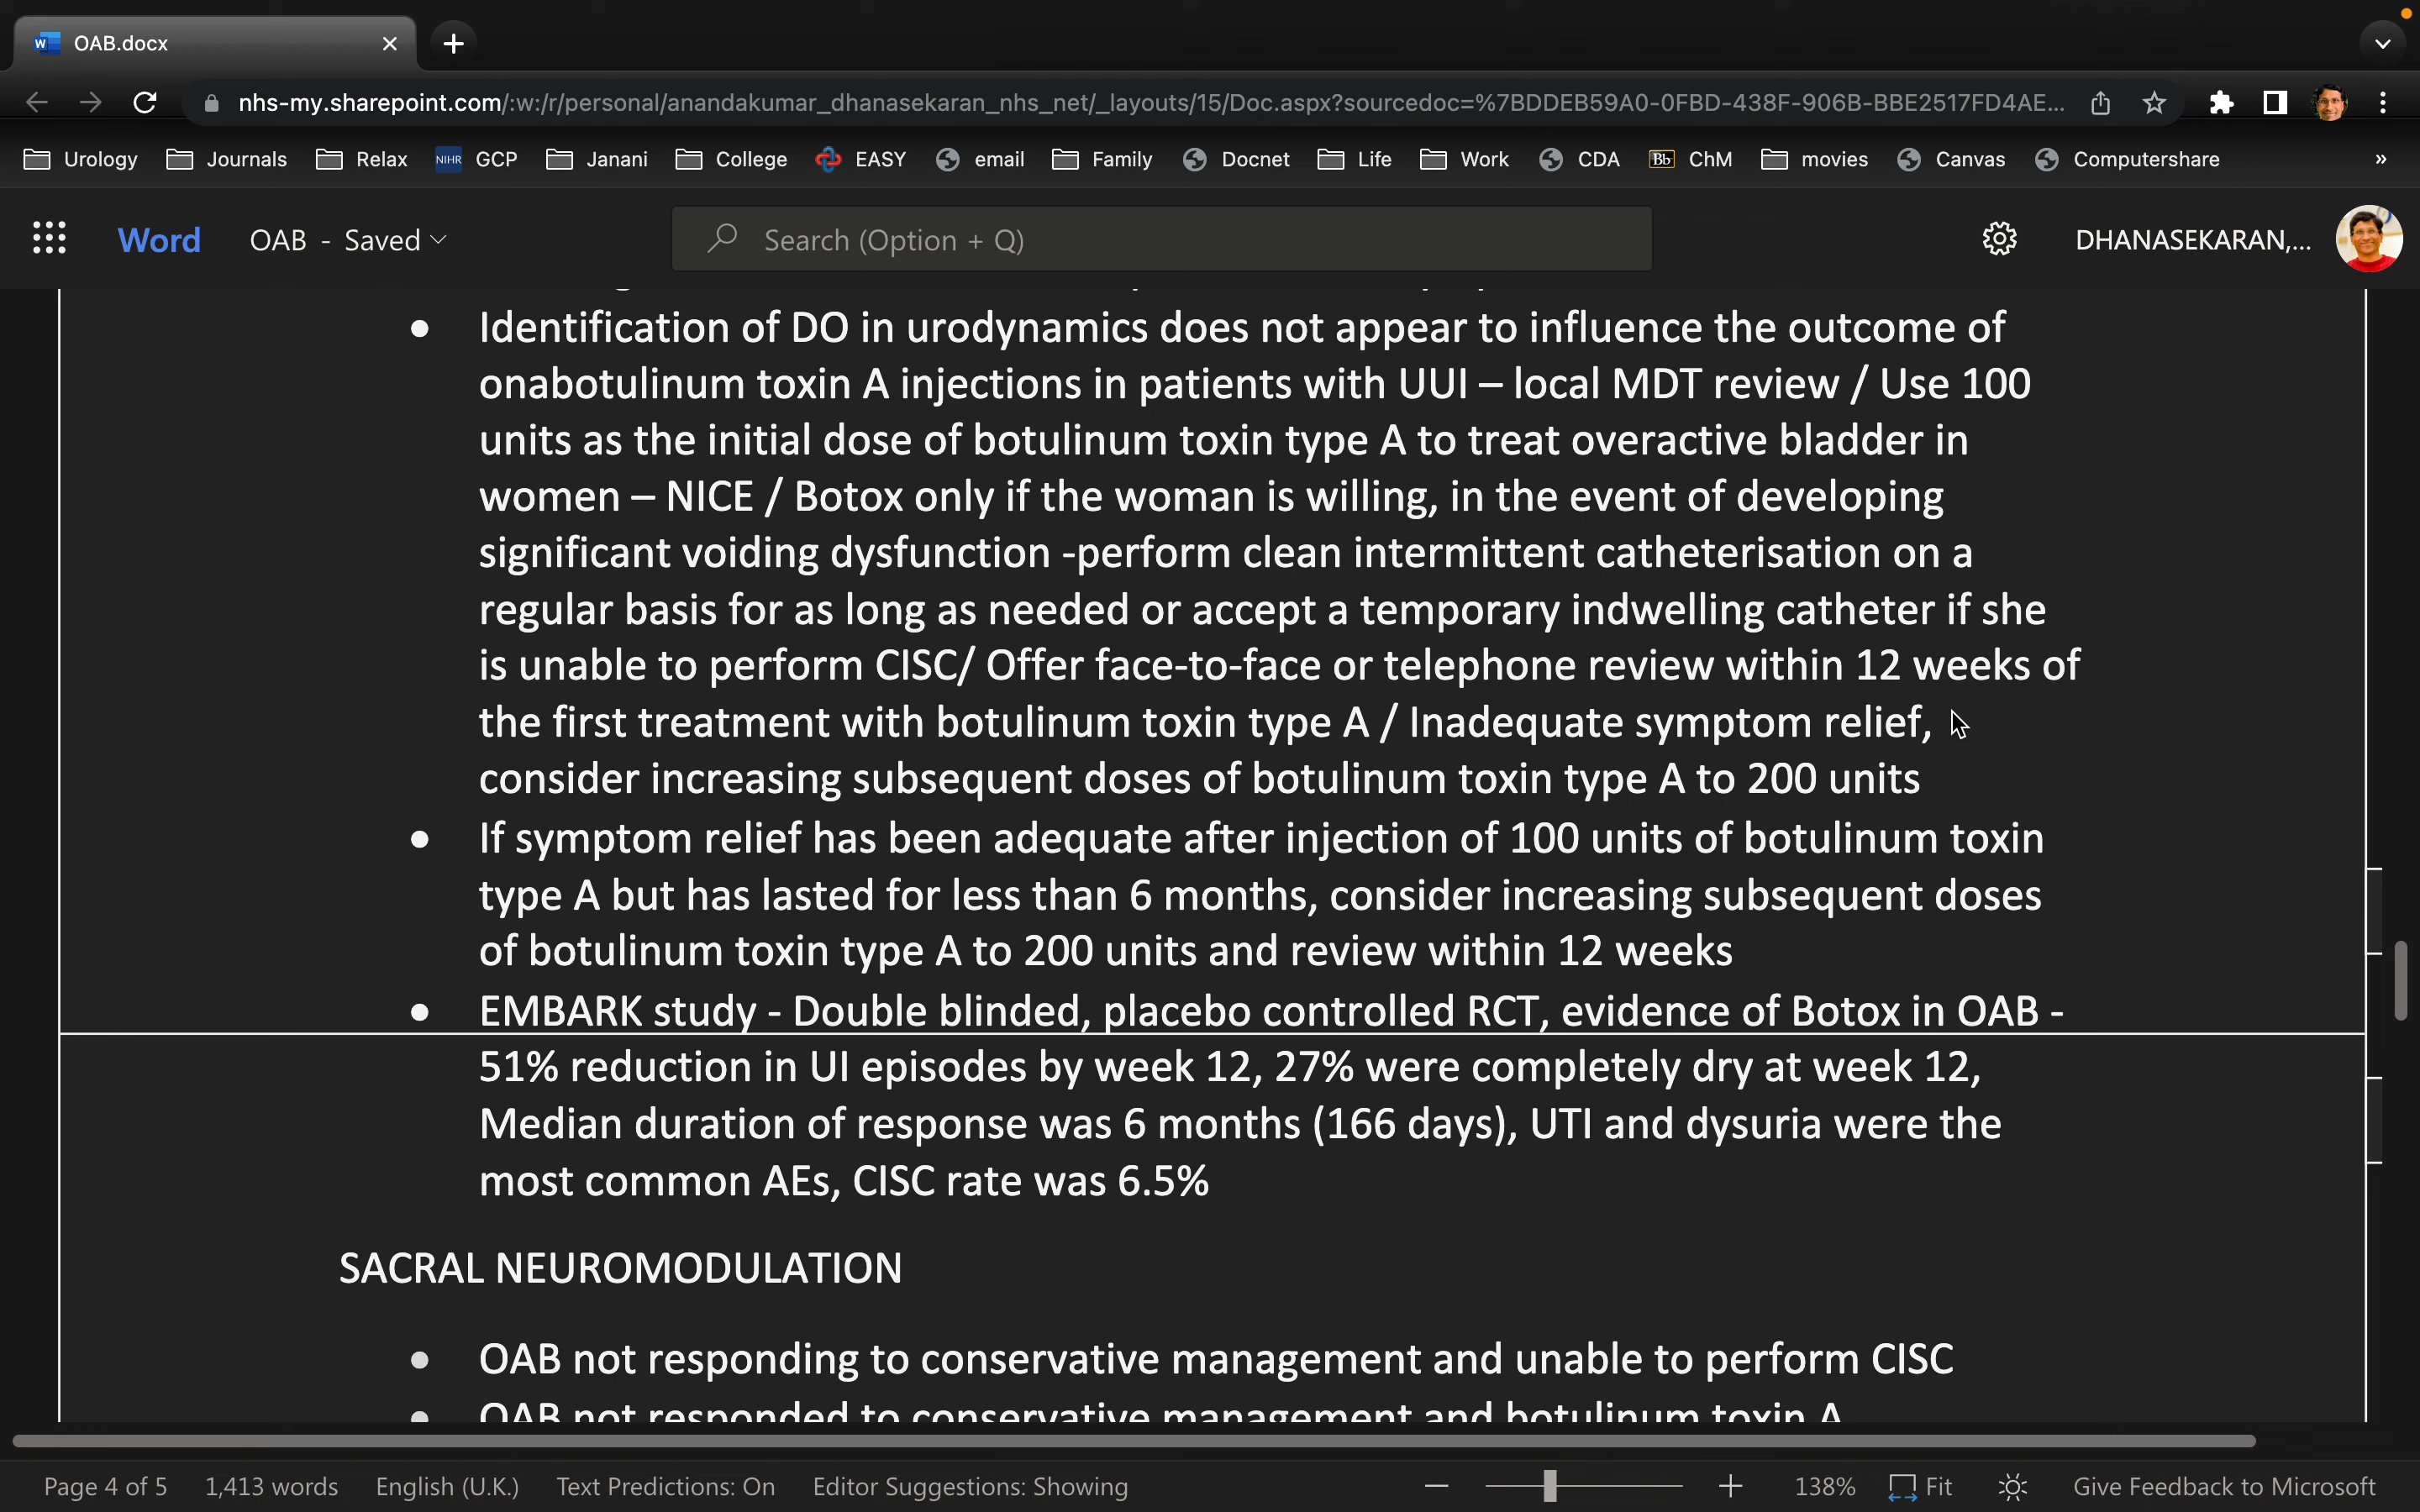 OAB.docx
nhs-my.sharepoint.com/:w:/r/personal/anandakumar_dhanasekaran_nhs_net/_layouts/15/Doc.aspx?sourcedoc=%7BDDEB59A0-0FBD-438F-906B-BBE2517FD4AE...
Urology Journals Relax NIHR GCP Janani College EASY email Family Docnet Life Work CDA Bb ChM movies Canvas Computershare »
Word OAB - Saved Search (Option + Q) DHANASEKARAN,...
• Identification of DO in urodynamics does not appear to influence the outcome of
onabotulinum toxin A injections in patients with UUI – local MDT review / Use 100
units as the initial dose of botulinum toxin type A to treat overactive bladder in
women – NICE / Botox only if the woman is willing, in the event of developing
significant voiding dysfunction -perform clean intermittent catheterisation on a
regular basis for as long as needed or accept a temporary indwelling catheter if she
is unable to perform CISC/ Offer face-to-face or telephone review within 12 weeks of
the first treatment with botulinum toxin type A / Inadequate symptom relief,
consider increasing subsequent doses of botulinum toxin type A to 200 units
• If symptom relief has been adequate after injection of 100 units of botulinum toxin
type A but has lasted for less than 6 months, consider increasing subsequent doses
of botulinum toxin type A to 200 units and review within 12 weeks
• EMBARK study - Double blinded, placebo controlled RCT, evidence of Botox in OAB -
51% reduction in UI episodes by week 12, 27% were completely dry at week 12,
Median duration of response was 6 months (166 days), UTI and dysuria were the
most common AEs, CISC rate was 6.5%
SACRAL NEUROMODULATION
• OAB not responding to conservative management and unable to perform CISC
• OAB not responded to conservative management and botulinum toxin A
Page 4 of 5 1,413 words English (U.K.) Text Predictions: On Editor Suggestions: Showing 138% Fit Give Feedback to Microsoft